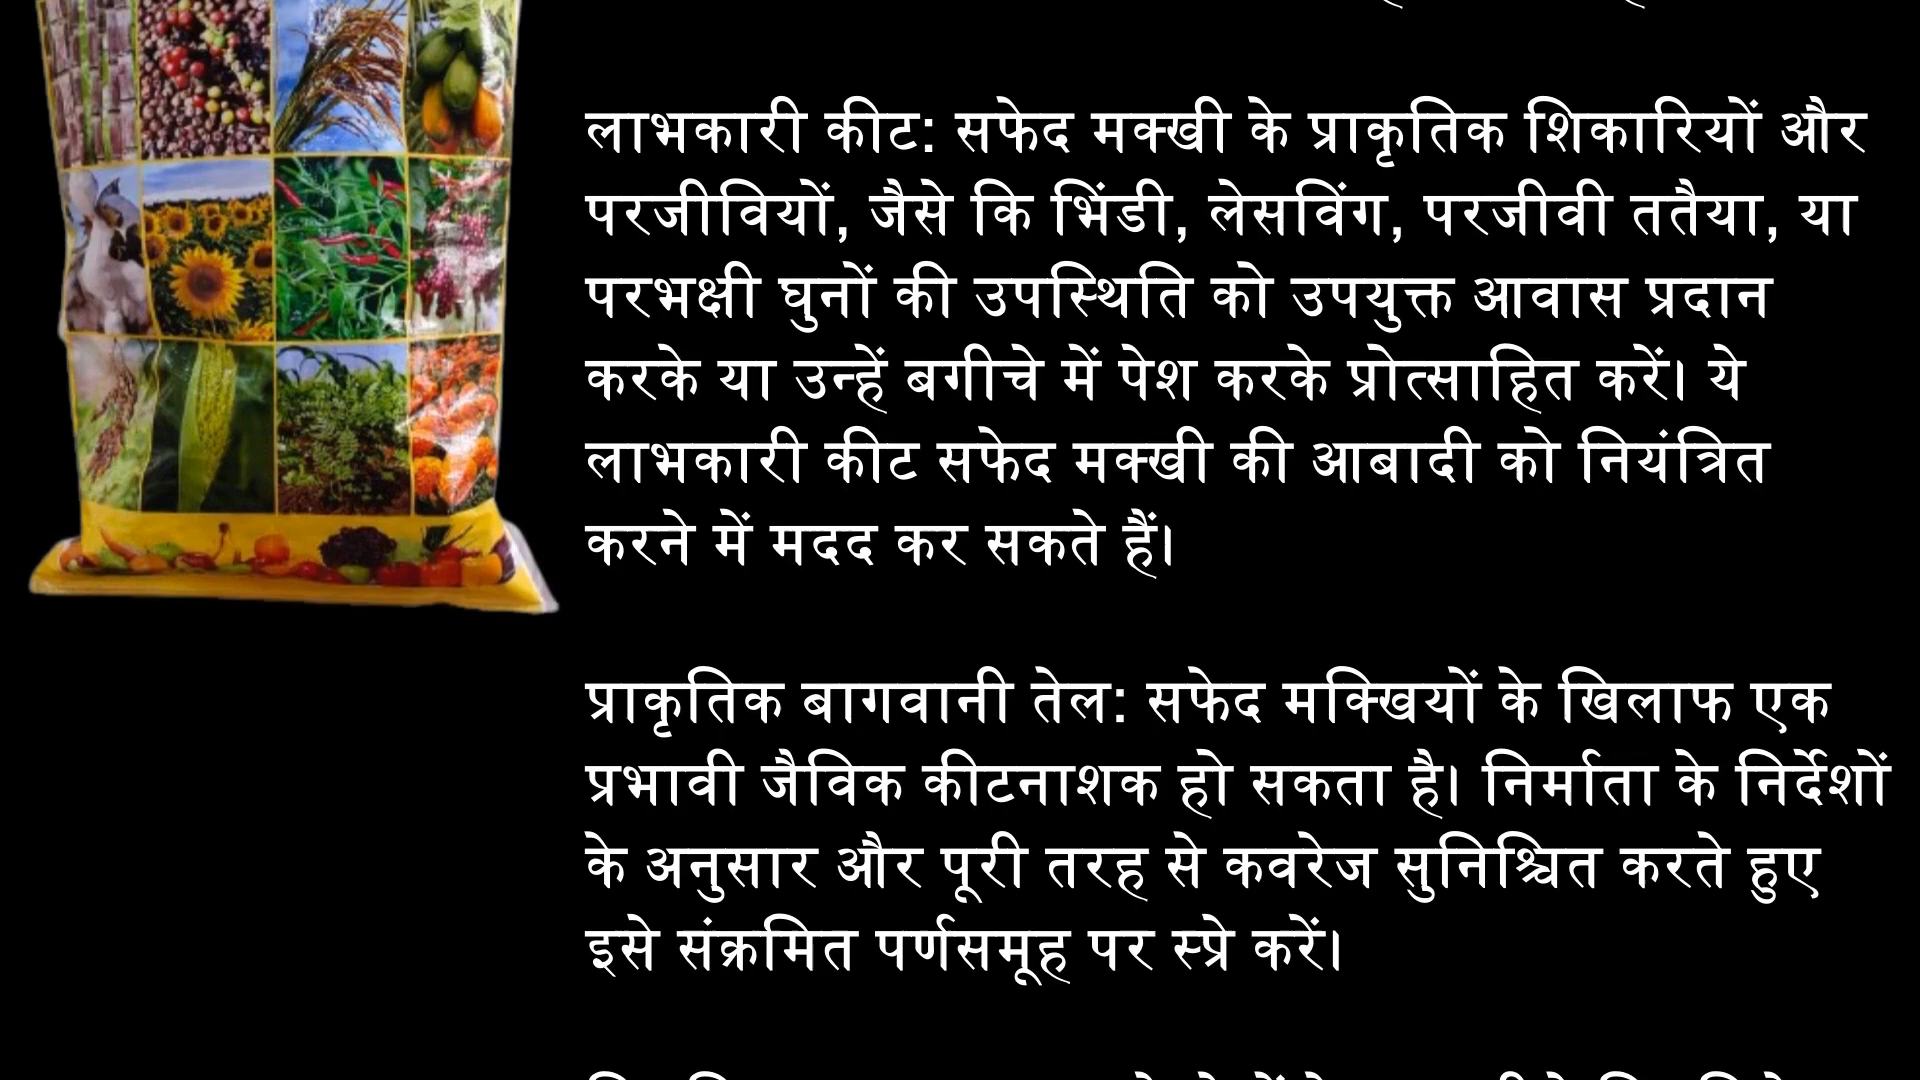 लाभकारी कीट: सफेद मक्खी के प्राकृतिक शिकारियों और
परजीवियों, जैसे कि भिंडी, लेसविंग, परजीवी ततैया, या
परभक्षी घुनों की उपस्थिति को उपयुक्त आवास प्रदान
करके या उन्हें बगीचे में पेश करके प्रोत्साहित करें। ये
लाभकारी कीट सफेद मक्खी की आबादी को नियंत्रित
करने में मदद कर सकते हैं।
प्राकृतिक बागवानी तेल: सफेद मक्खियों के खिलाफ एक
प्रभावी जैविक कीटनाशक हो सकता है। निर्माता के निर्देशों
के अनुसार और पूरी तरह से कवरेज सुनिश्चित करते हुए
इसे संक्रमित पर्णसमूह पर स्प्रे करें।